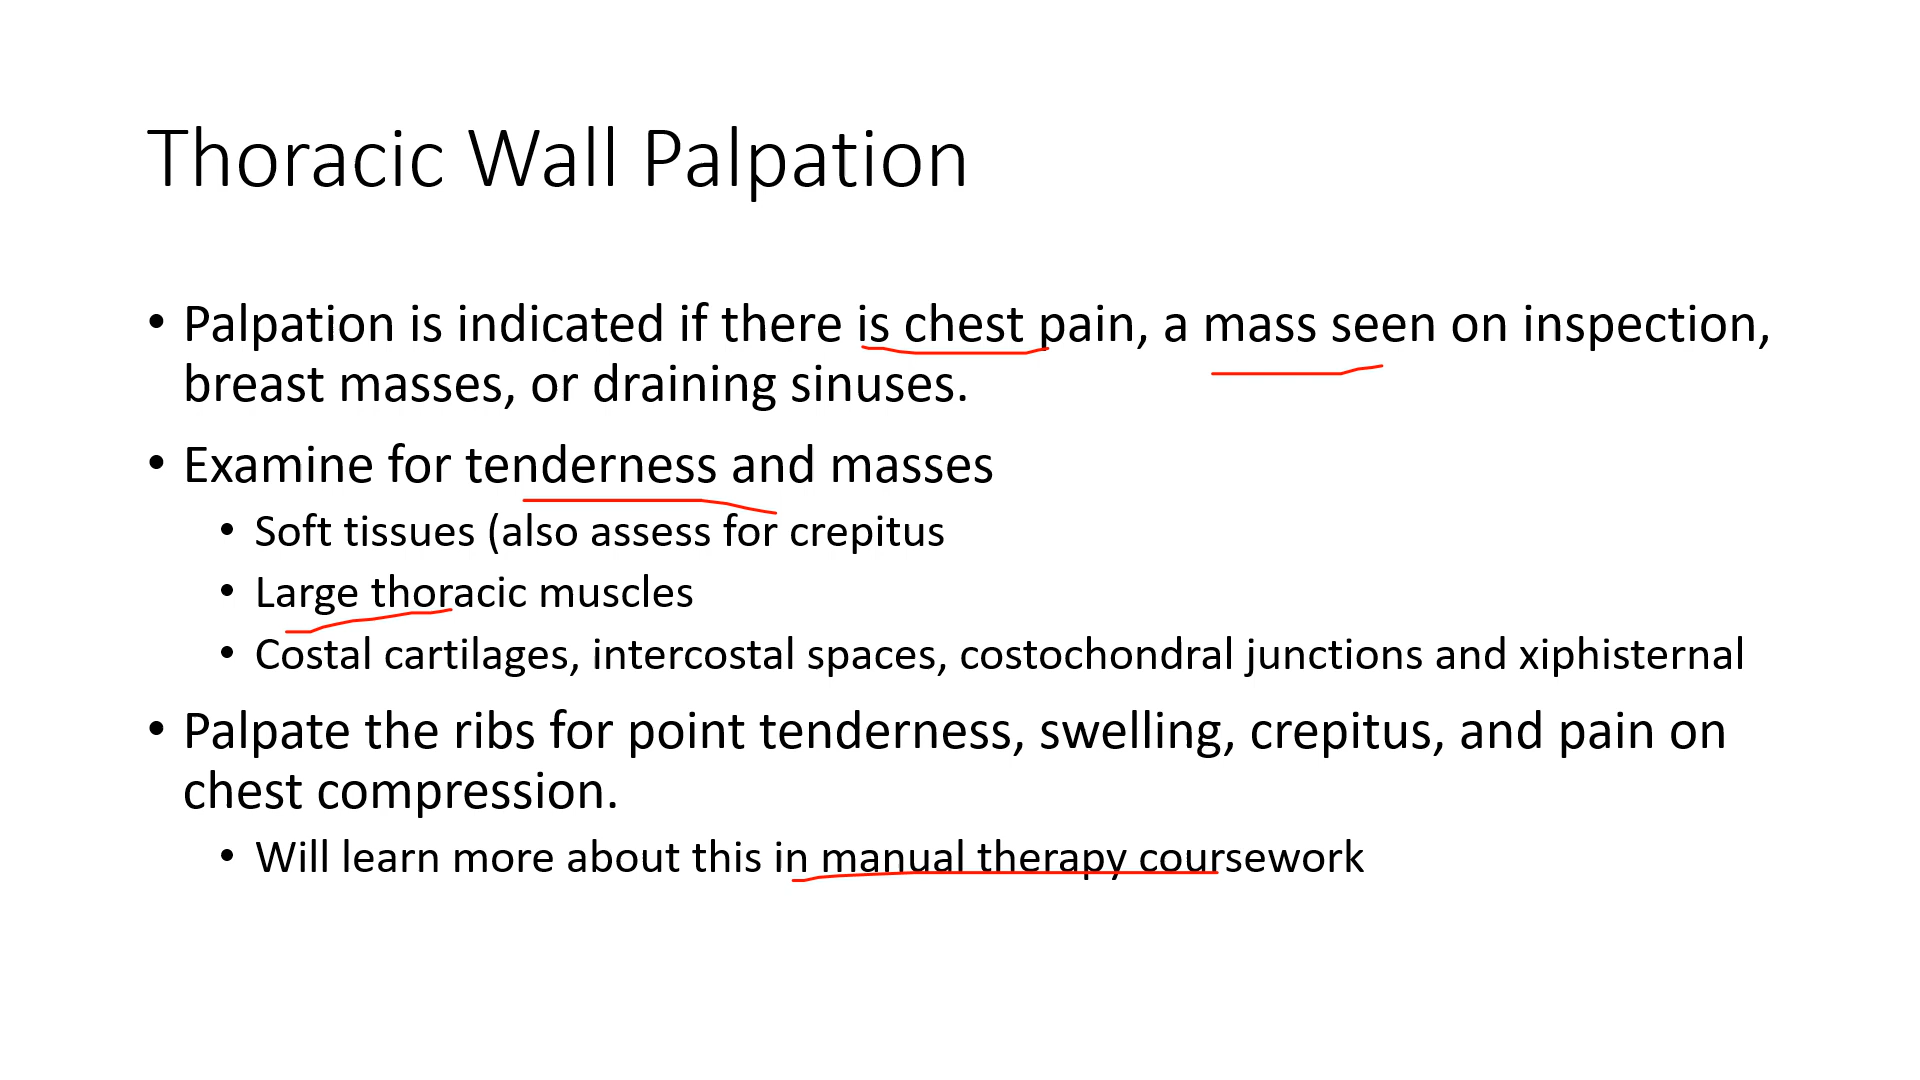 Thoracic Wall Palpation
• Palpation is indicated if there is chest pain, a mass seen on inspection,
breast masses, or draining sinuses.
• Examine for tenderness and masses
• Soft tissues (also assess for crepitus
• Large thoracic muscles
• Costal cartilages, intercostal spaces, costochondral junctions and xiphisternal
• Palpate the ribs for point tenderness, swelling, crepitus, and pain on
chest compression.
• Will learn more about this in manual therapy coursework